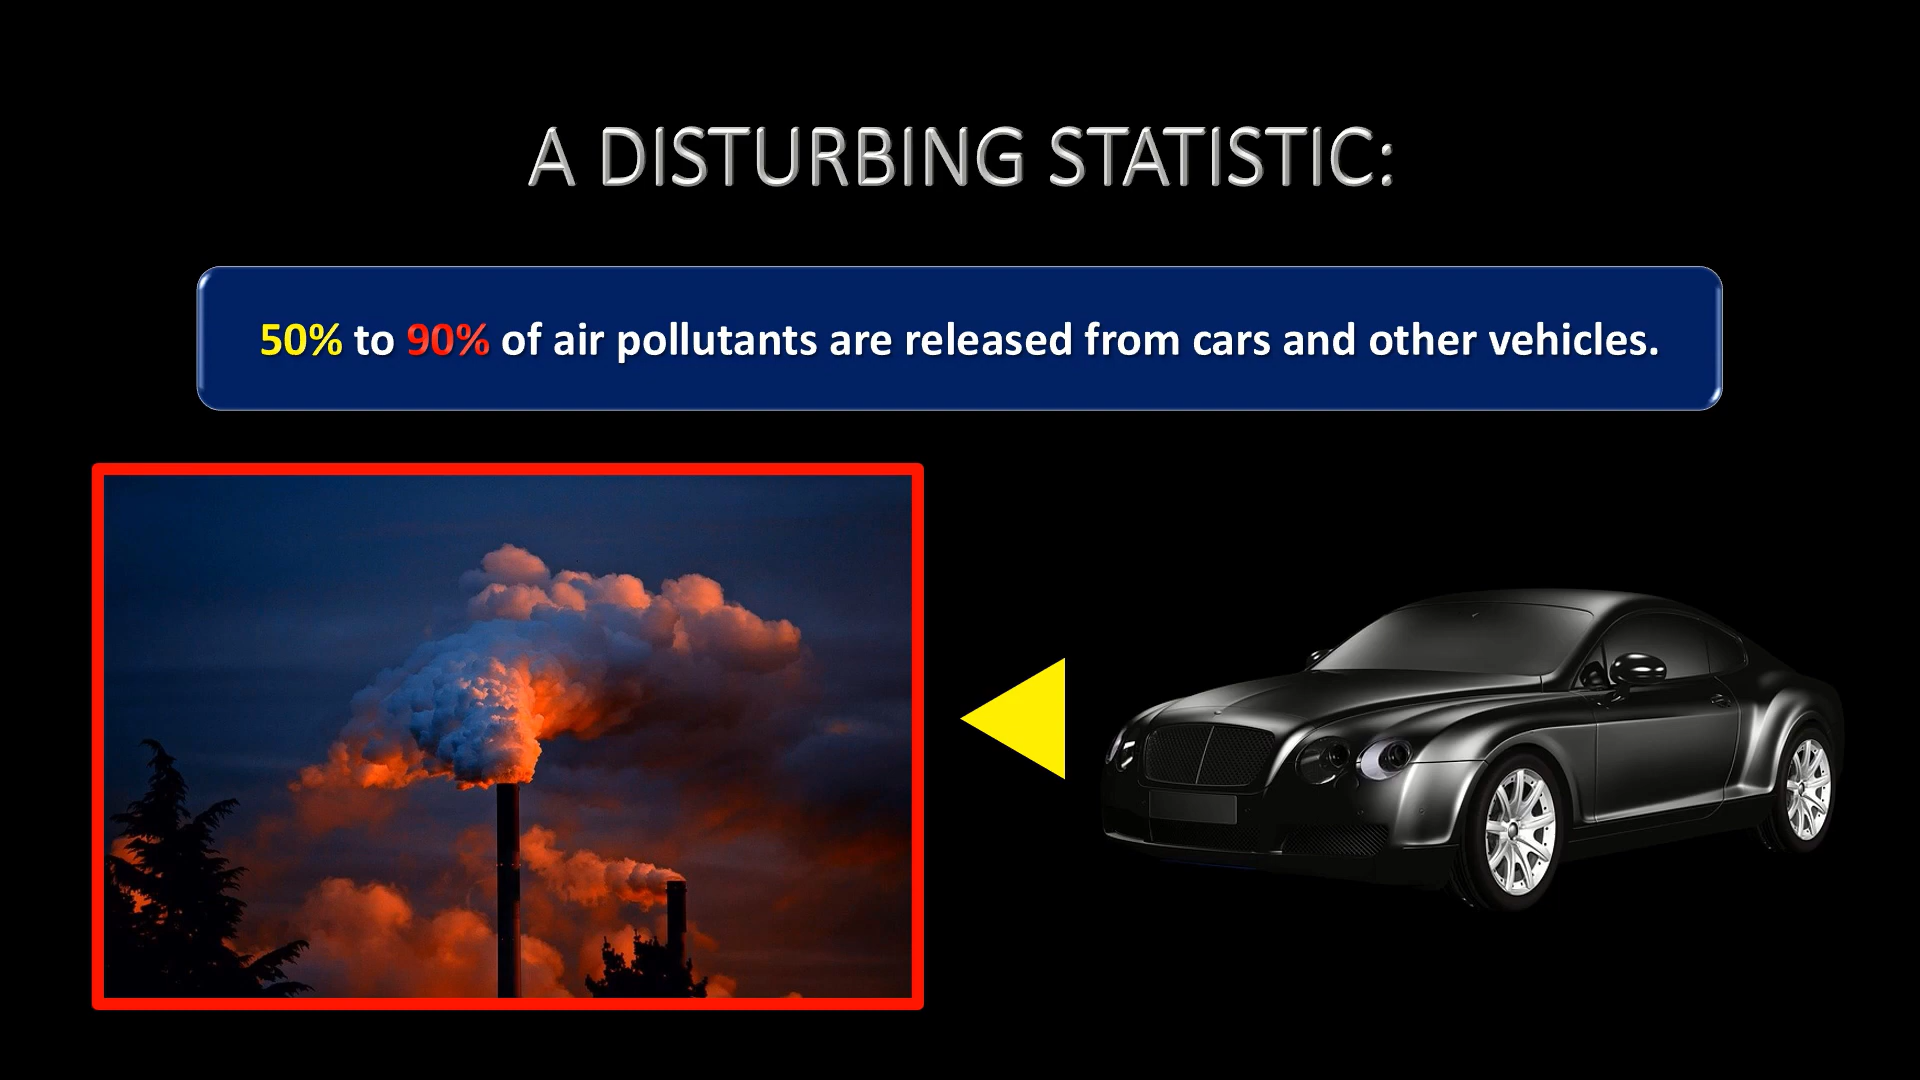 A DISTURBING STATISTIC:
50% to 90% of air pollutants are released from cars and other vehicles.